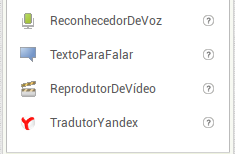 ReconhecedorDeVoz ?
TextoParaFalar ?
ReprodutorDeVídeo ?
TradutorYandex ?